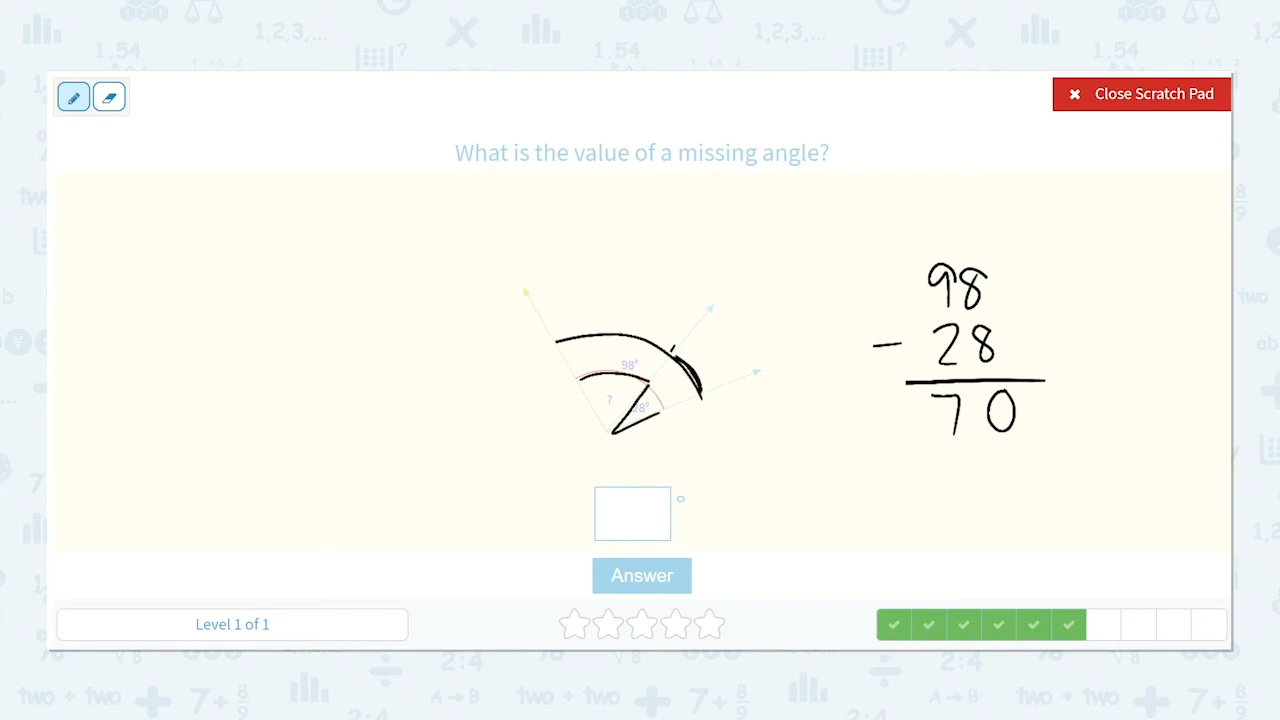 Close Scratch Pad
What is the value of a missing angle?
98
98°
- 28
? 28°
70
°
Answer
Level 1 of 1